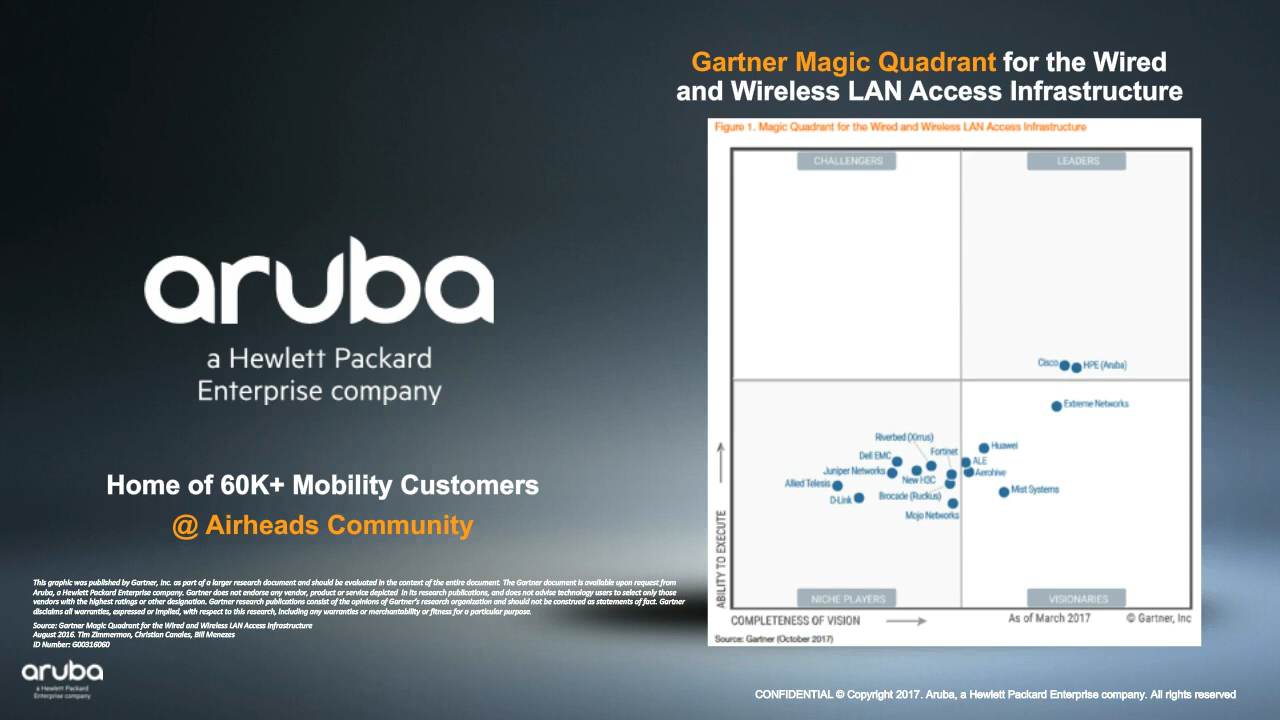 Gartner Magic Quadrant for the Wired
and Wireless LAN Access Infrastructure
Figure 1. Magic Quadrant for the Wired and Wireless LAN Access Infrastructure
CHALLENGERS
LEADERS
Cisco
HPE (Aruba)
Extreme Networks
Riverbed (Xirrus)
Huawei
Fortinet
Dell EMC
ALE
Juniper Networks
Aerohive
New H3C
Allied Telesis
Mist Systems
D-Link
Brocade (Ruckus)
Mojo Networks
ABILITY TO EXECUTE
NICHE PLAYERS
VISIONARIES
COMPLETENESS OF VISION
As of March 2017
© Gartner, Inc
Source: Gartner (October 2017)
aruba
a Hewlett Packard
Enterprise company
Home of 60K+ Mobility Customers
@ Airheads Community
This graphic was published by Gartner, Inc. as part of a larger research document and should be evaluated in the context of the entire document. The Gartner document is available upon request from
Aruba, a Hewlett Packard Enterprise company. Gartner does not endorse any vendor, product or service depicted in its research publications, and does not advise technology users to select only those
vendors with the highest ratings or other designation. Gartner research publications consist of the opinions of Gartner's research organization and should not be construed as statements of fact. Gartner
disclaims all warranties, expressed or implied, with respect to this research, including any warranties or merchantability or fitness for a particular purpose.
Source: Gartner Magic Quadrant for the Wired and Wireless LAN Access Infrastructure
August 2016. Tim Zimmerman, Christian Canales, Bill Menezes
ID Number: G00316060
aruba
a Hewlett Packard
Enterprise company
CONFIDENTIAL © Copyright 2017. Aruba, a Hewlett Packard Enterprise company. All rights reserved